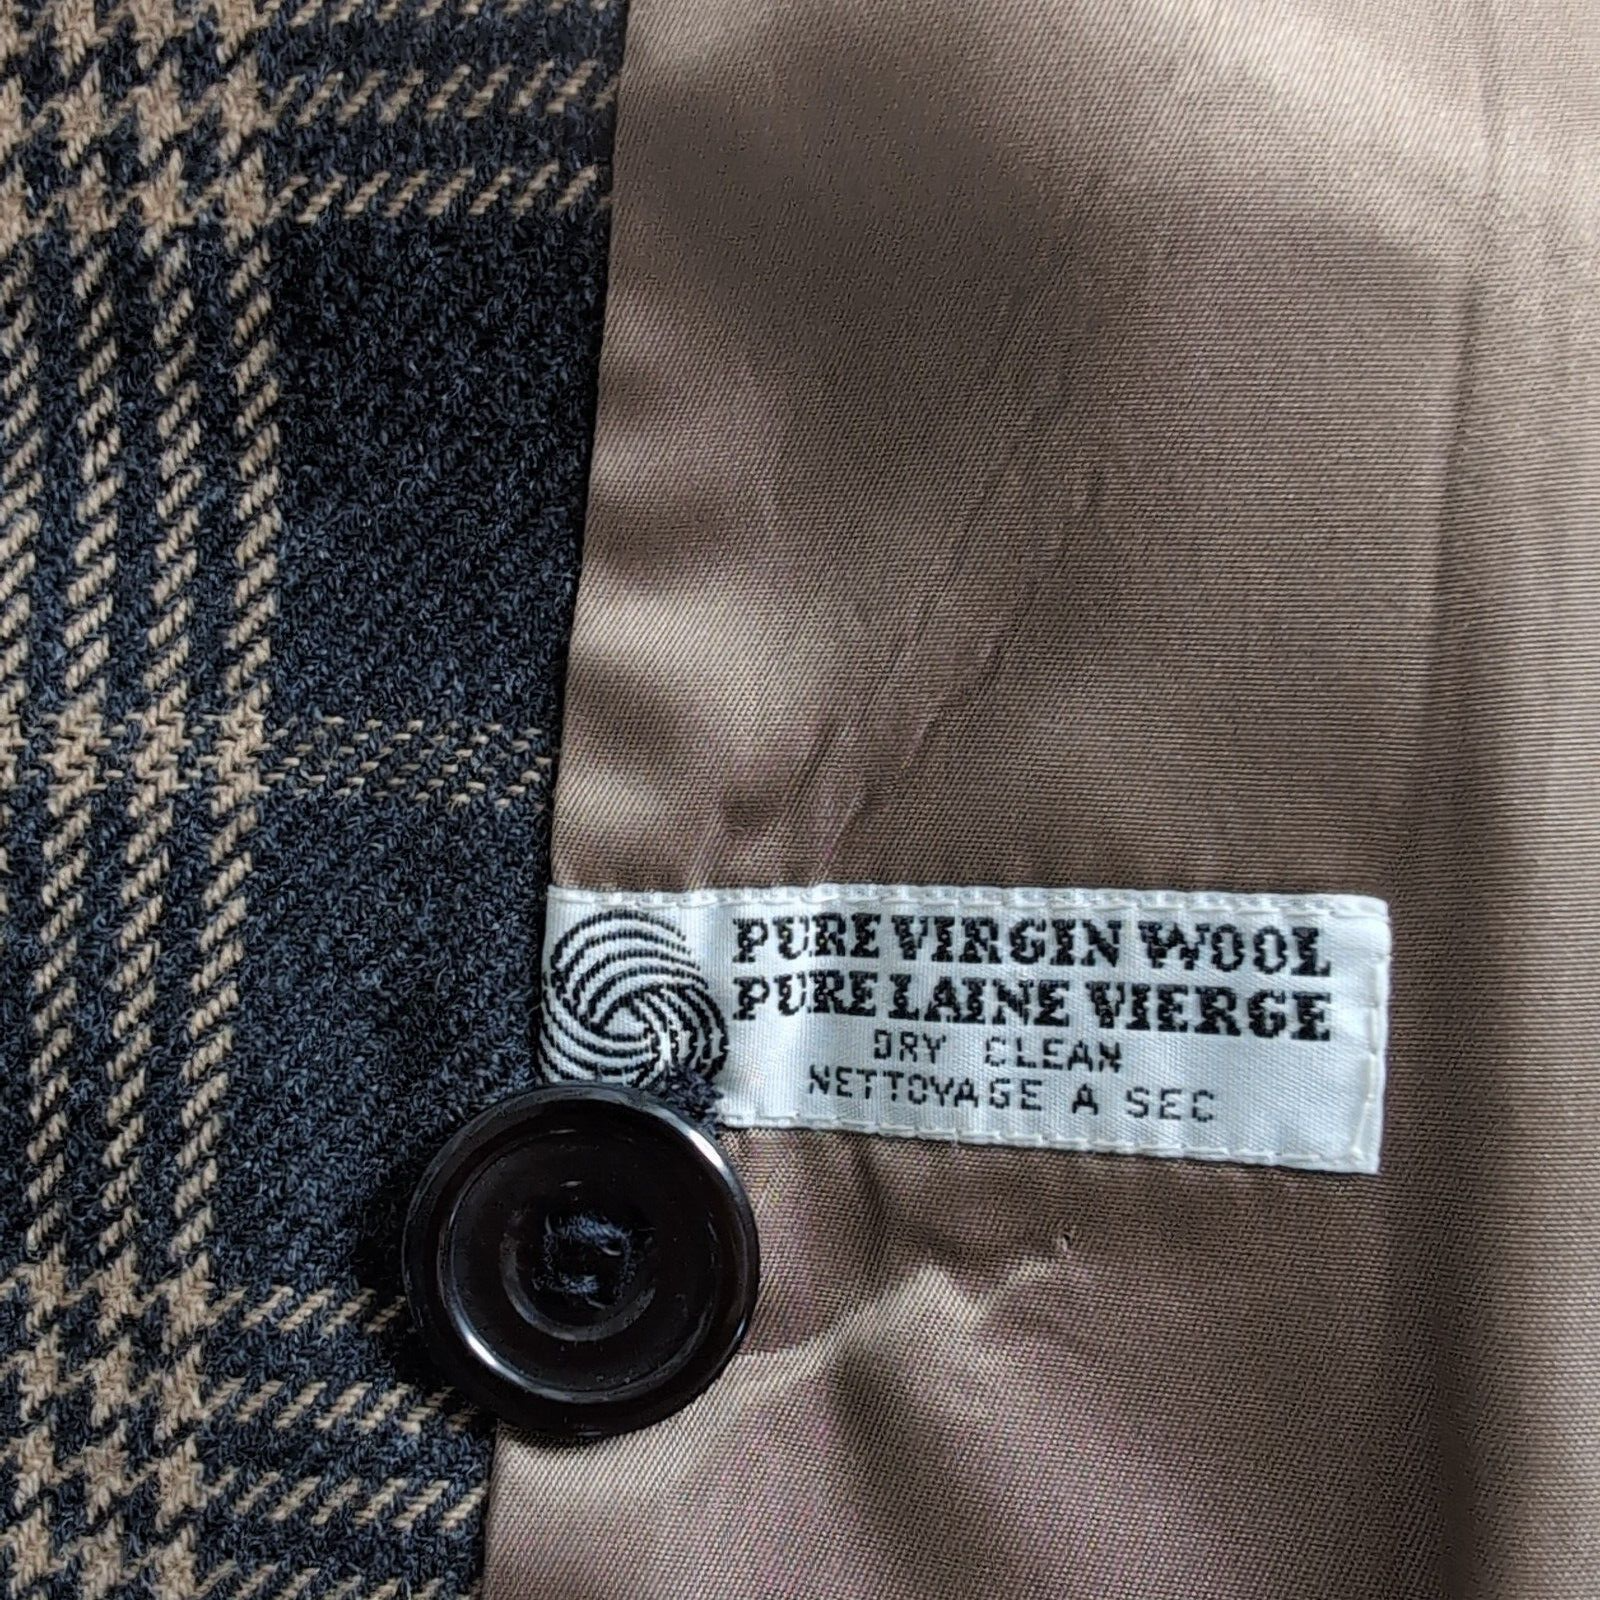 PURE VIRGIN WOOL
PURE LAINE VIERGE
DRY CLEAN
NETTOYAGE A SEC